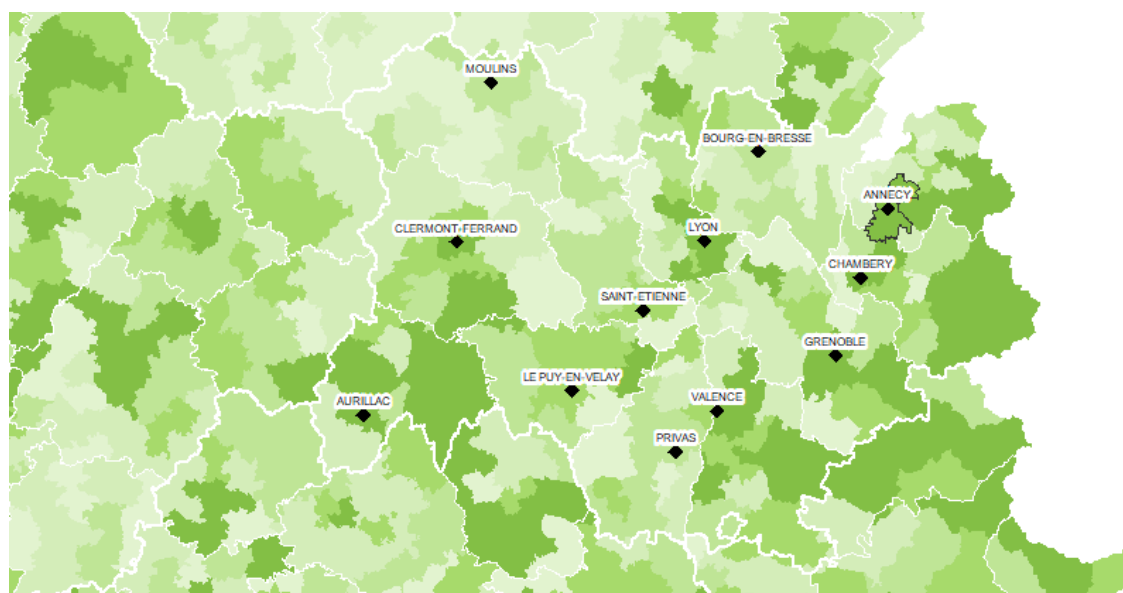 MOULINS
BOURG-EN-BRESSE
ANNECY
CLERMONT-FERRAND
LYON
CHAMBERY
SAINT-ETIENNE
GRENOBLE
LE PUY-EN-VELAY
AURILLAC
VALENCE
PRIVAS